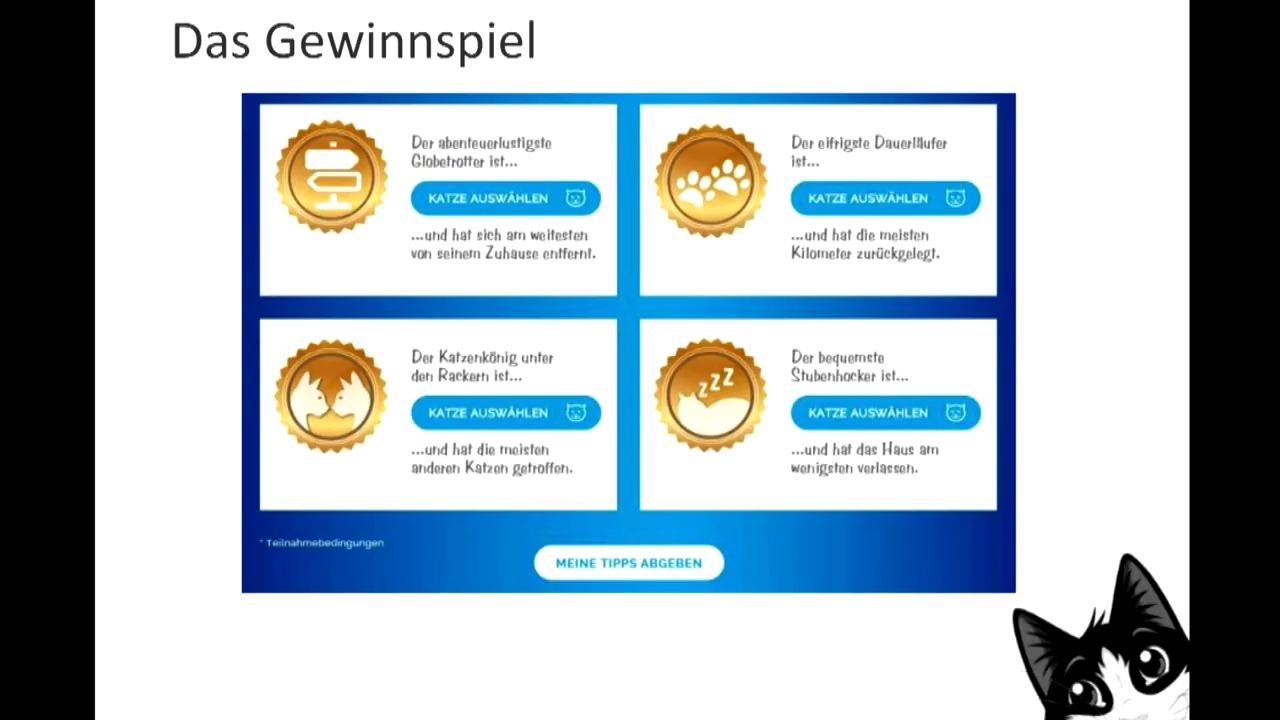 Das Gewinnspiel
Der abenteuerlustigste
Globetrotter ist...
KATZE AUSWÄHLEN
...und hat sich am weitesten
von seinem Zuhause entfernt.
Der eifrigste Dauerläufer
ist...
KATZE AUSWÄHLEN
...und hat die meisten
Kilometer zurückgelegt.
Der Katzenkönig unter
den Rackern ist...
KATZE AUSWÄHLEN
...und hat die meisten
anderen Katzen getroffen.
Der bequemste
Stubenhocker ist...
zzz
KATZE AUSWÄHLEN
...und hat das Haus am
wenigsten verlassen.
* Teilnahmebedingungen
MEINE TIPPS ABGEBEN